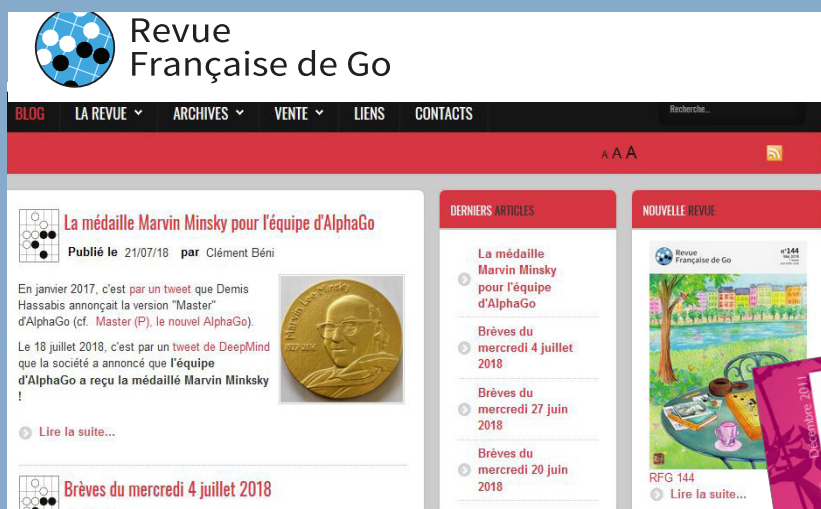 Revue
Française de Go
BLOG
LA REVUE
ARCHIVES
VENTE
LIENS
CONTACTS
Recherche...
A A A
La médaille Marvin Minsky pour l'équipe d'AlphaGo
Publié le 21/07/18 par Clément Béni
En janvier 2017, c'est par un tweet que Demis
Hassabis annonçait la version "Master"
d'AlphaGo (cf. Master (P), le nouvel AlphaGo).
Le 18 juillet 2018, c'est par un tweet de DeepMind
que la société a annoncé que l'équipe
d'AlphaGo a reçu la médaillé Marvin Minksky
!
Marvin Lee Minsky
1927-2016
Lire la suite...
Brèves du mercredi 4 juillet 2018
DERNIERS ARTICLES
La médaille
Marvin Minsky
pour l'équipe
d'AlphaGo
Brèves du
mercredi 4 juillet
2018
Brèves du
mercredi 27 juin
2018
Brèves du
mercredi 20 juin
2018
NOUVELLE REVUE
Revue
Française de Go
n°144
RFG 144
Lire la suite...
Décembre 2011